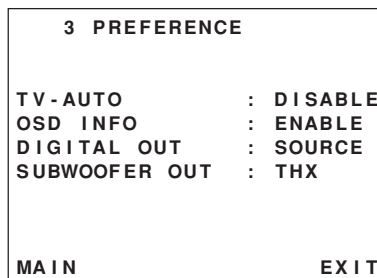 3 PREFERENCE
TV-AUTO : DISABLE
OSD INFO : ENABLE
DIGITAL OUT : SOURCE
SUBWOOFER OUT : THX
MAIN EXIT